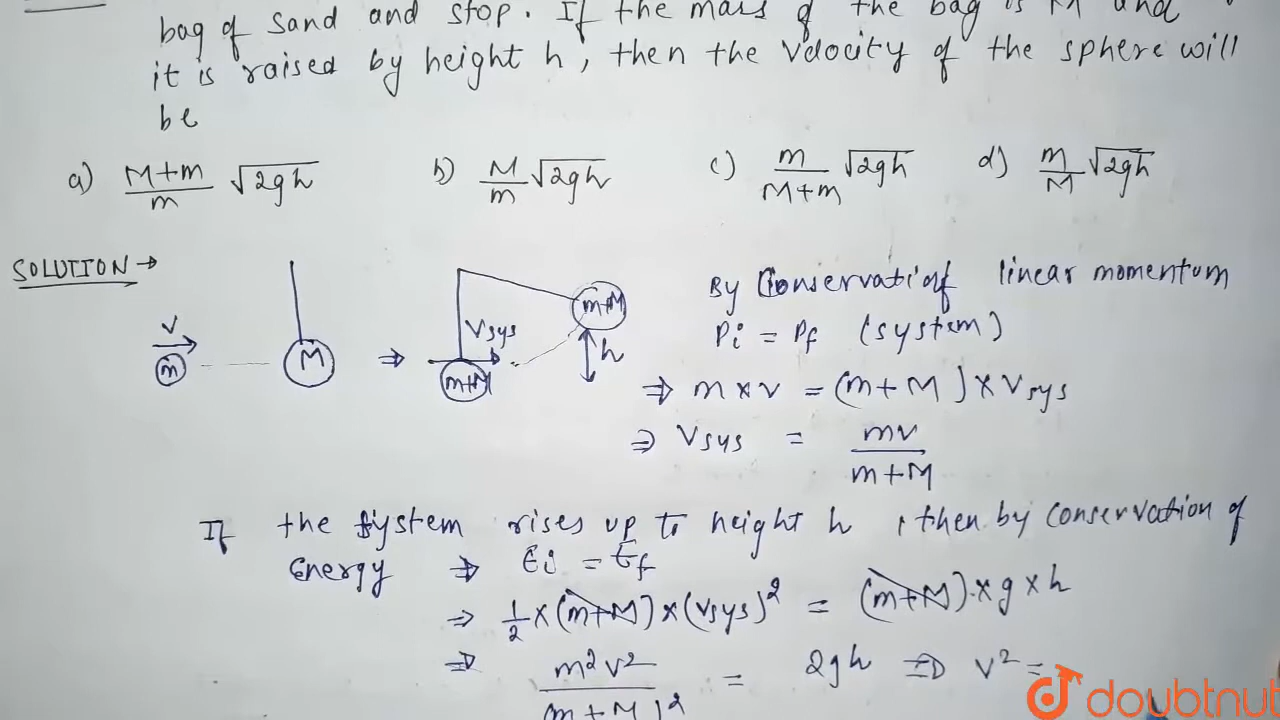 bag of sand and stop. If the mass of the bag is M and
it is raised by height h, then the velocity of the sphere will
be
a) M+m/m √2gh b) M/m √2gh c) m/M+m √2gh d) m/M √2gh
SOLUTION →
V
m
M
⇒
Vsys
m+M
m+M
h
By Conservation of linear momentum
Pi = Pf (system)
⇒ m × v = (m+M) × Vsys
⇒ Vsys = mv/m+M
If the system rises up to height h, then by conservation of
Energy ⇒ Ei = Ef
⇒ 1/2 × (m+M) × (Vsys)² = (m+M) × g × h
⇒ m²v²/(m+M)² = 2gh ⇒ V² =
doubtnut